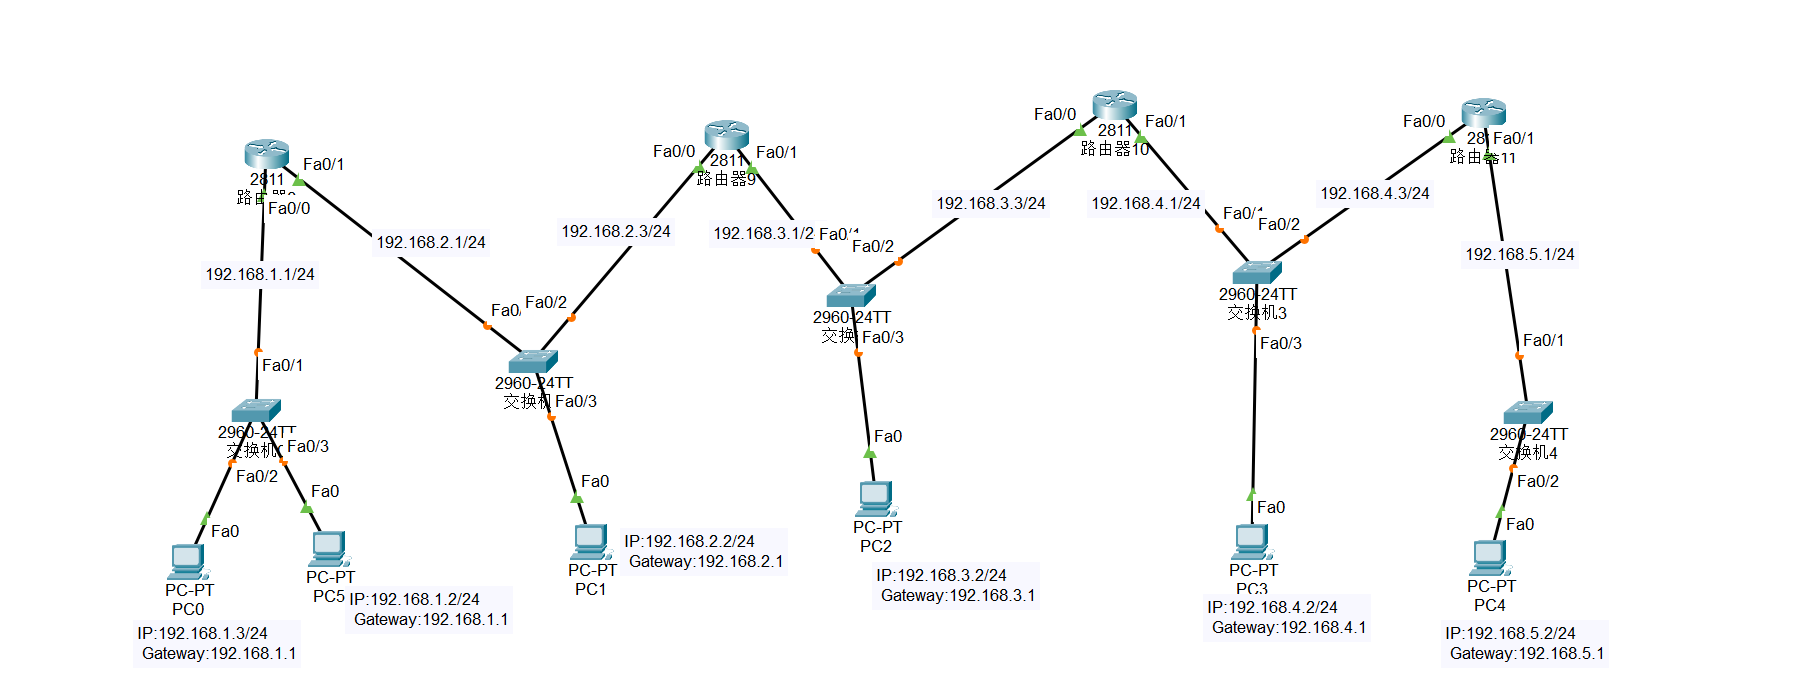 Fa0/0
Fa0/1
2811
路由器10
Fa0/0
Fa0/1
路由器11
Fa0/1
2811
Fa0/0
Fa0/0
2811
Fa0/1
路由器9
192.168.3.3/24
192.168.4.1/24
192.168.4.3/24
192.168.2.1/24
192.168.2.3/24
192.168.3.1/2
Fa0/2
Fa0/2
192.168.1.1/24
192.168.5.1/24
2960-24TT
交换机3
Fa0/2
2960-24TT
Fa0/3
Fa0/3
Fa0/1
Fa0/1
2960-24TT
Fa0/3
2960-24TT
Fa0/3
Fa0/2
2960-24TT
交换机4
Fa0/2
Fa0
Fa0
Fa0
Fa0
Fa0
Fa0
PC-PT
PC0
PC-PT
PC5
PC-PT
PC1
PC-PT
PC2
PC-PT
PC3
PC-PT
PC4
IP:192.168.1.3/24
Gateway:192.168.1.1
IP:192.168.1.2/24
Gateway:192.168.1.1
IP:192.168.2.2/24
Gateway:192.168.2.1
IP:192.168.3.2/24
Gateway:192.168.3.1
IP:192.168.4.2/24
Gateway:192.168.4.1
IP:192.168.5.2/24
Gateway:192.168.5.1